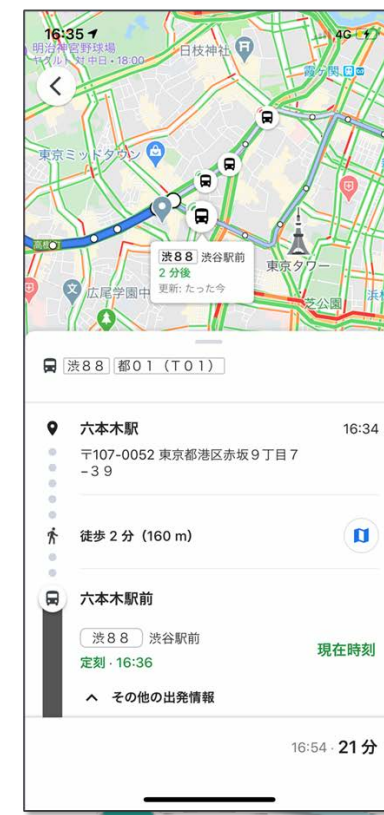 16:35
4G
明治神宮野球場
ヤクルト 対 中日・18:00
日枝神社
霞ケ関
東京ミッドタウン
渋８８ 渋谷駅前
2 分後
更新: たった今
東京タワー
広尾学園中
芝公園
浜
渋８８ 都０１（Ｔ０１）
六本木駅 16:34
〒107-0052 東京都港区赤坂９丁目７
−３９
徒歩 2 分（160 m）
六本木駅前
渋８８ 渋谷駅前
定刻・16:36
現在時刻
その他の出発情報
16:54・21 分